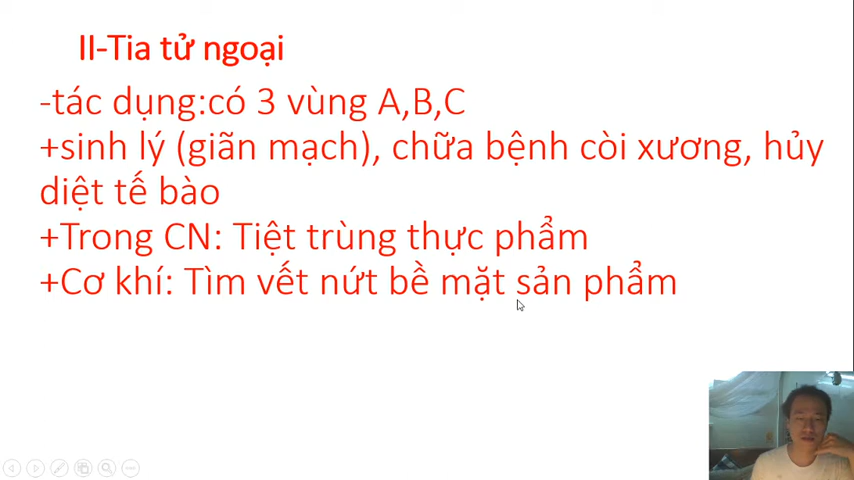 II-Tia tử ngoại
-tác dụng:có 3 vùng A,B,C
+sinh lý (giãn mạch), chữa bệnh còi xương, hủy
diệt tế bào
+Trong CN: Tiệt trùng thực phẩm
+Cơ khí: Tìm vết nứt bề mặt sản phẩm